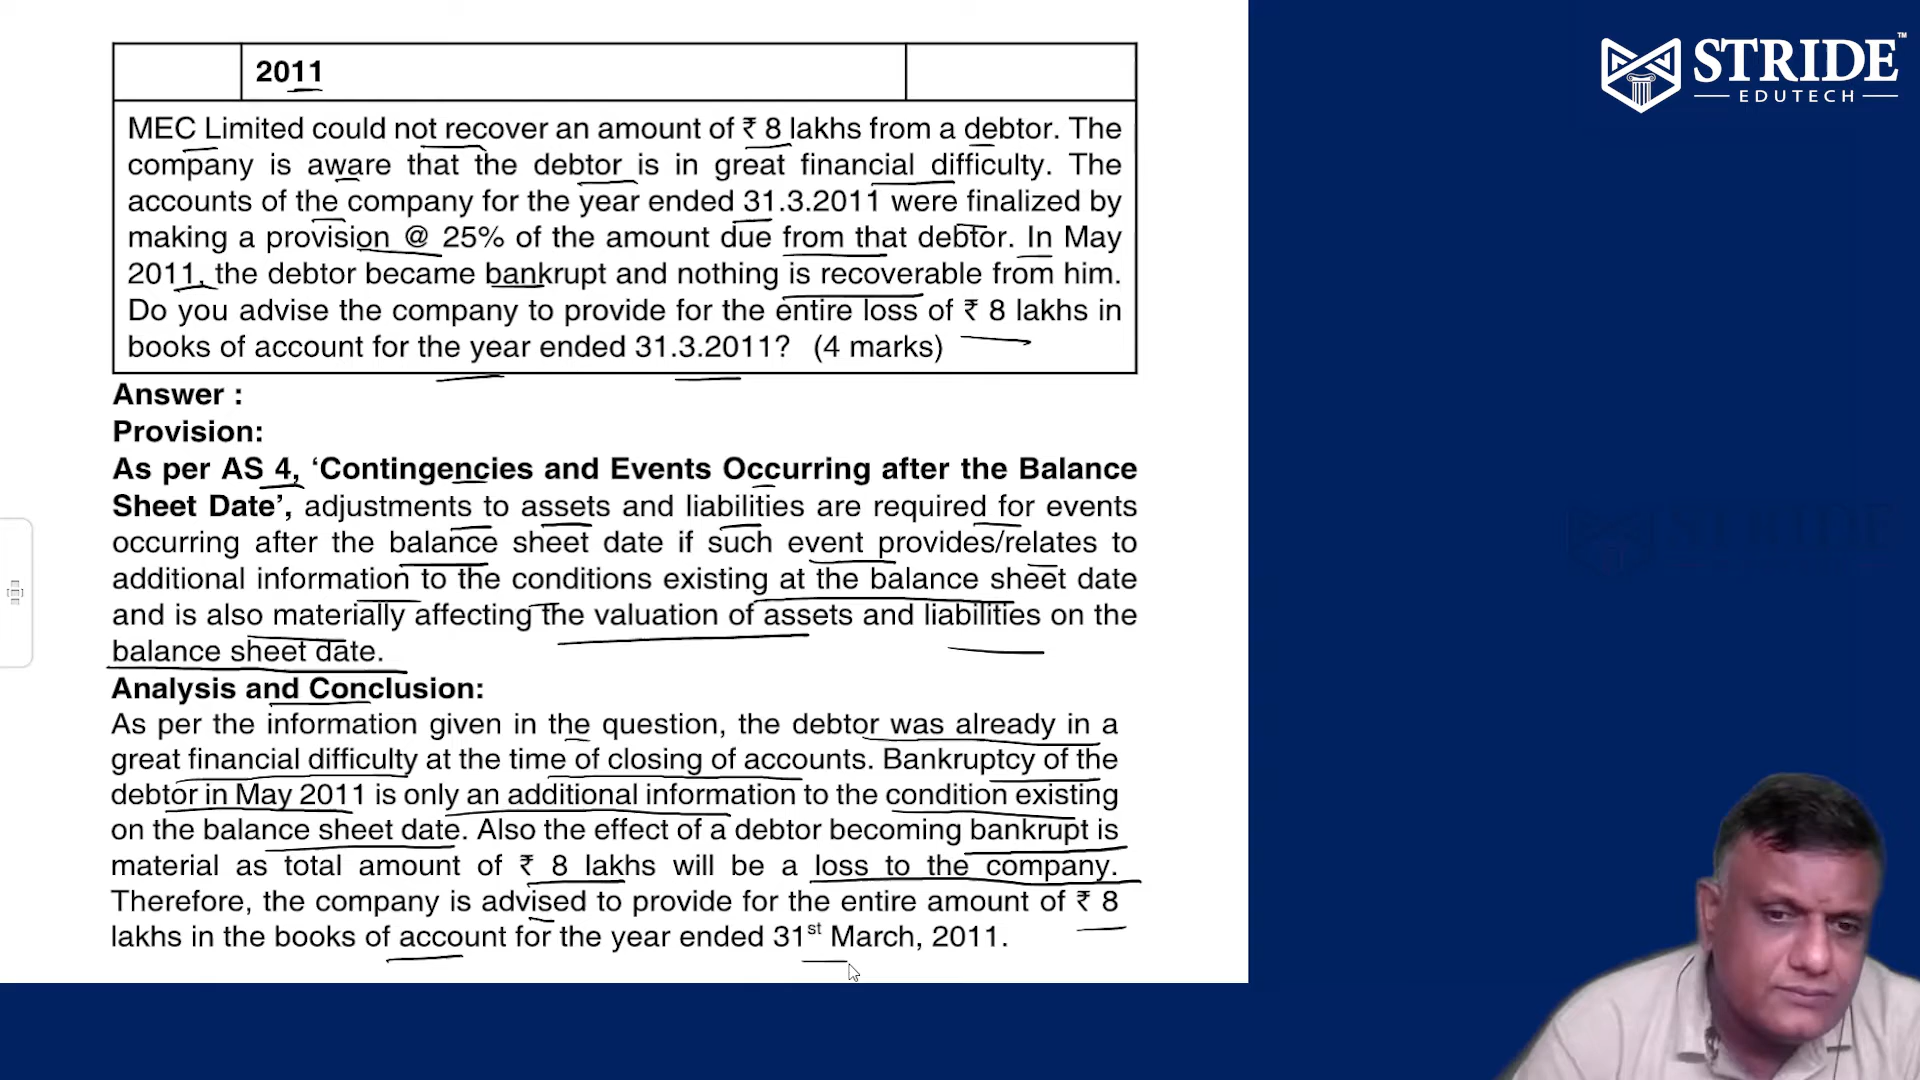 2011
MEC Limited could not recover an amount of ₹ 8 lakhs from a debtor. The
company is aware that the debtor is in great financial difficulty. The
accounts of the company for the year ended 31.3.2011 were finalized by
making a provision @ 25% of the amount due from that debtor. In May
2011, the debtor became bankrupt and nothing is recoverable from him.
Do you advise the company to provide for the entire loss of ₹ 8 lakhs in
books of account for the year ended 31.3.2011? (4 marks)
Answer :
Provision:
As per AS 4, ‘Contingencies and Events Occurring after the Balance
Sheet Date’, adjustments to assets and liabilities are required for events
occurring after the balance sheet date if such event provides/relates to
additional information to the conditions existing at the balance sheet date
and is also materially affecting the valuation of assets and liabilities on the
balance sheet date.
Analysis and Conclusion:
As per the information given in the question, the debtor was already in a
great financial difficulty at the time of closing of accounts. Bankruptcy of the
debtor in May 2011 is only an additional information to the condition existing
on the balance sheet date. Also the effect of a debtor becoming bankrupt is
material as total amount of ₹ 8 lakhs will be a loss to the company.
Therefore, the company is advised to provide for the entire amount of ₹ 8
lakhs in the books of account for the year ended 31st March, 2011.
STRIDE™
EDUTECH
STRIDE